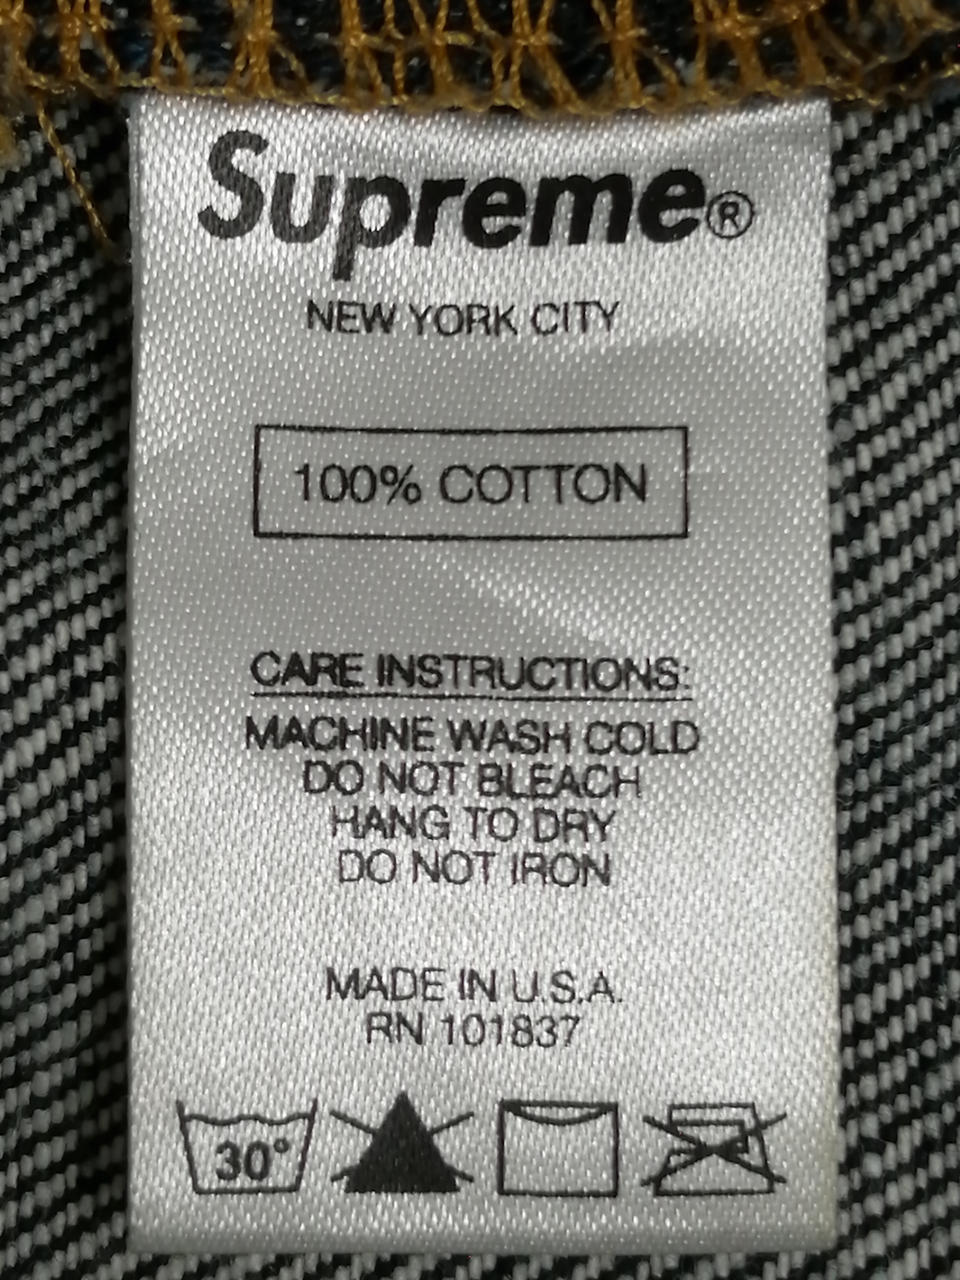 Supreme®
NEW YORK CITY
100% COTTON
CARE INSTRUCTIONS:
MACHINE WASH COLD
DO NOT BLEACH
HANG TO DRY
DO NOT IRON
MADE IN U.S.A.
RN 101837
30°